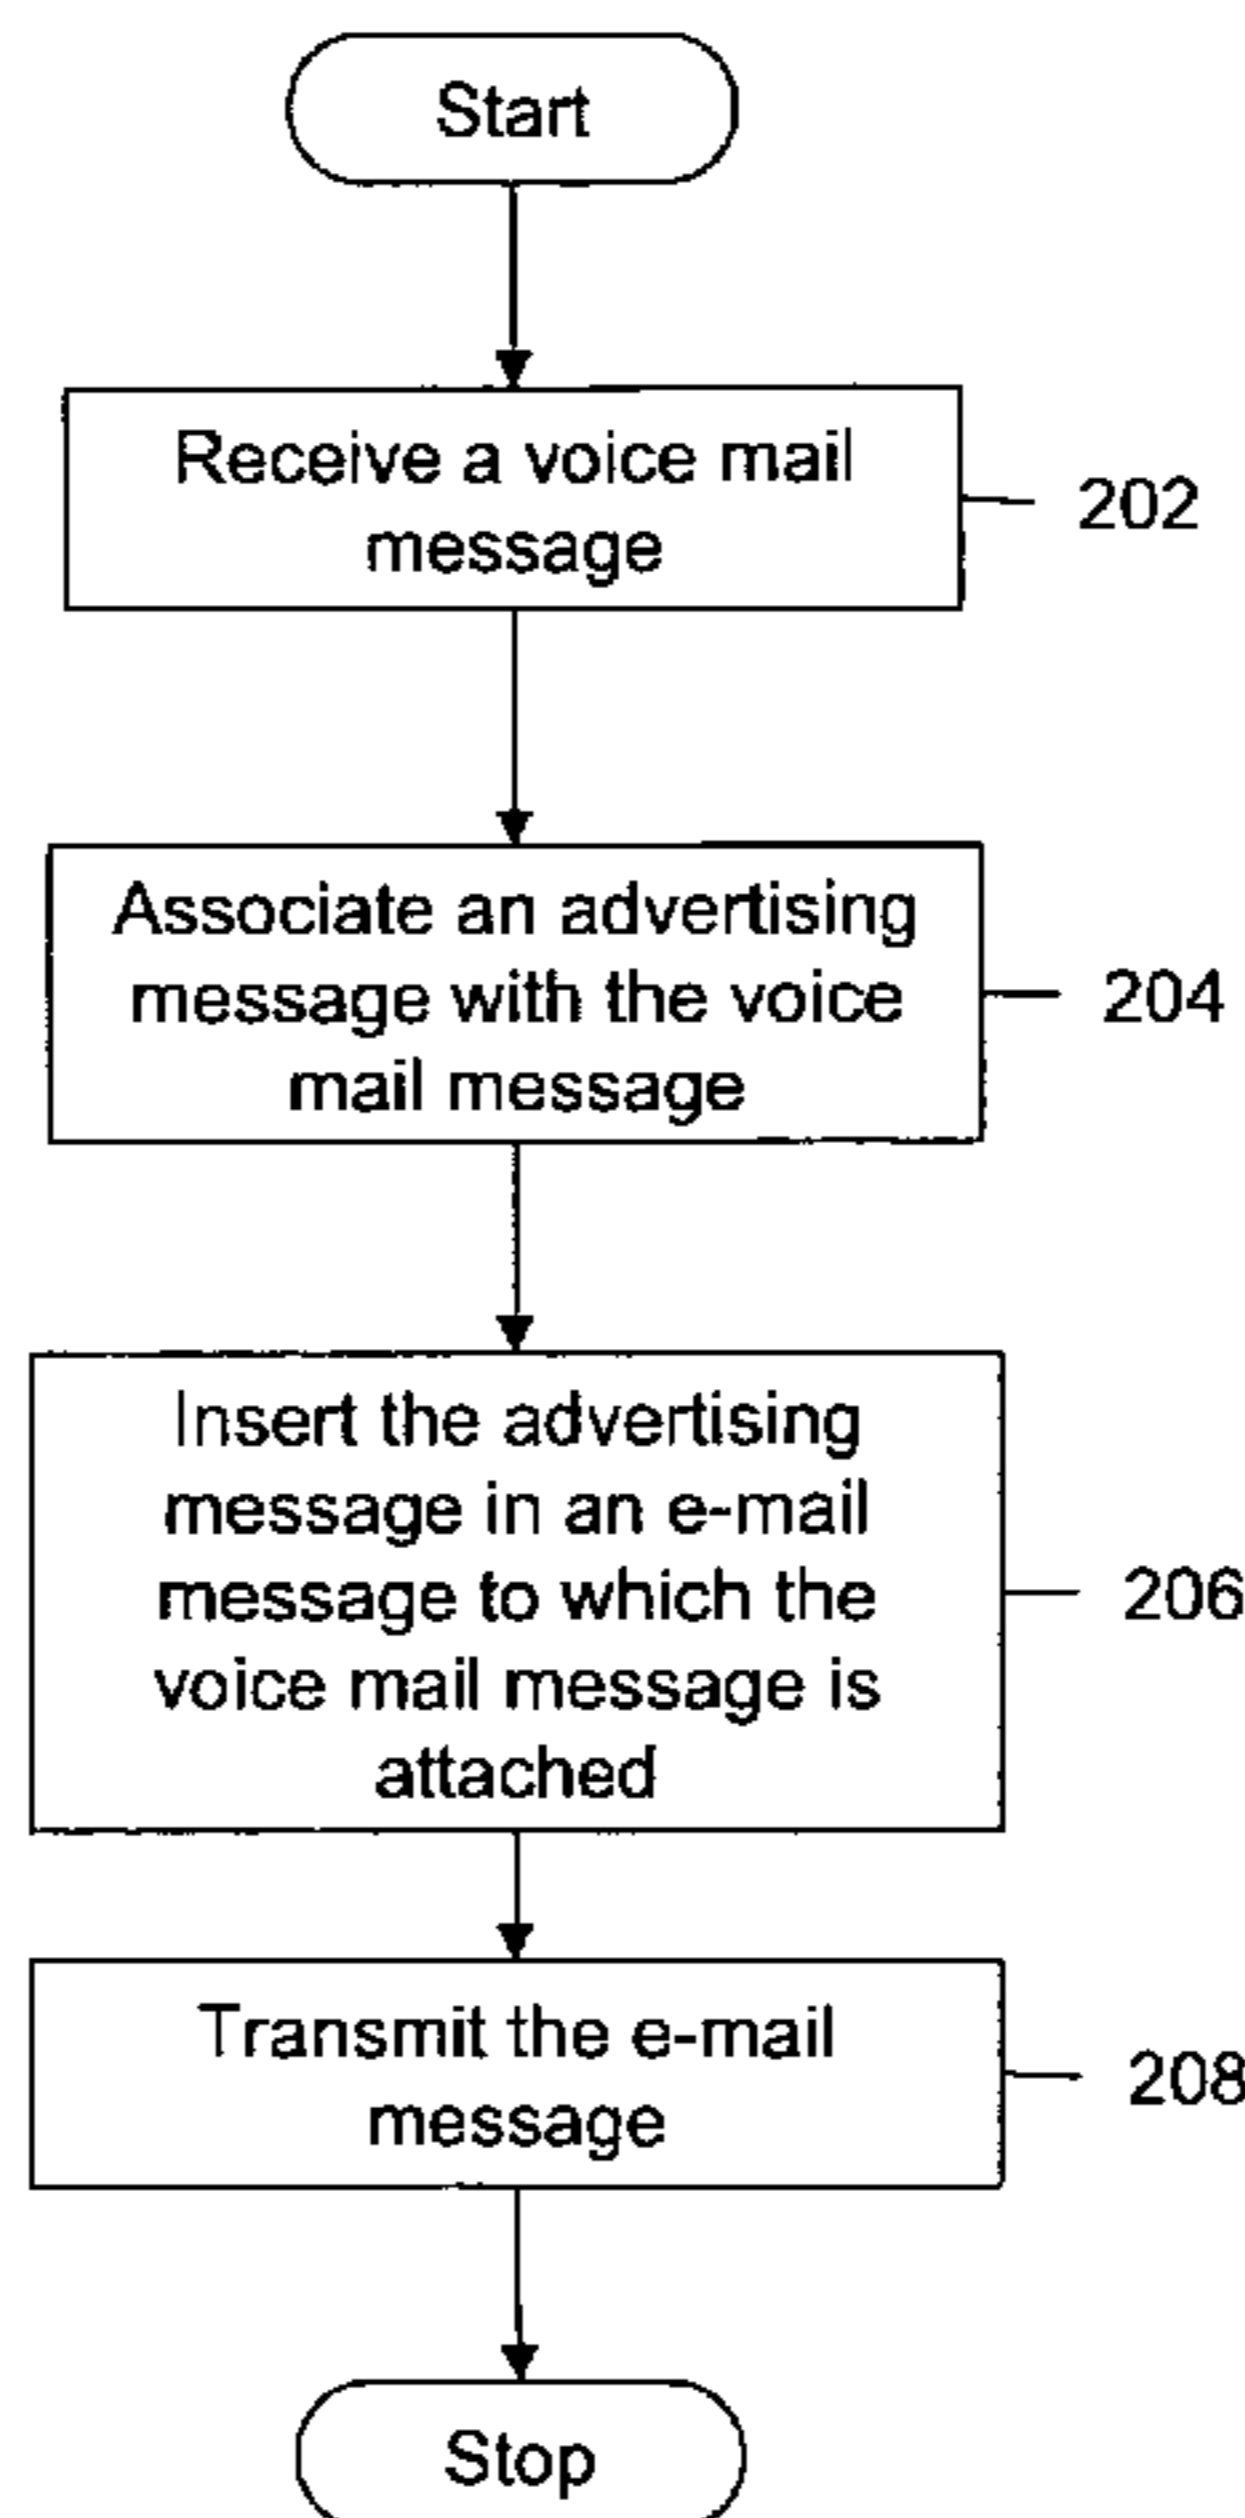 Start
Receive a voice mail
message
202
Associate an advertising
message with the voice
mail message
204
Insert the advertising
message in an e-mail
message to which the
voice mail message is
attached
206
Transmit the e-mail
message
208
Stop